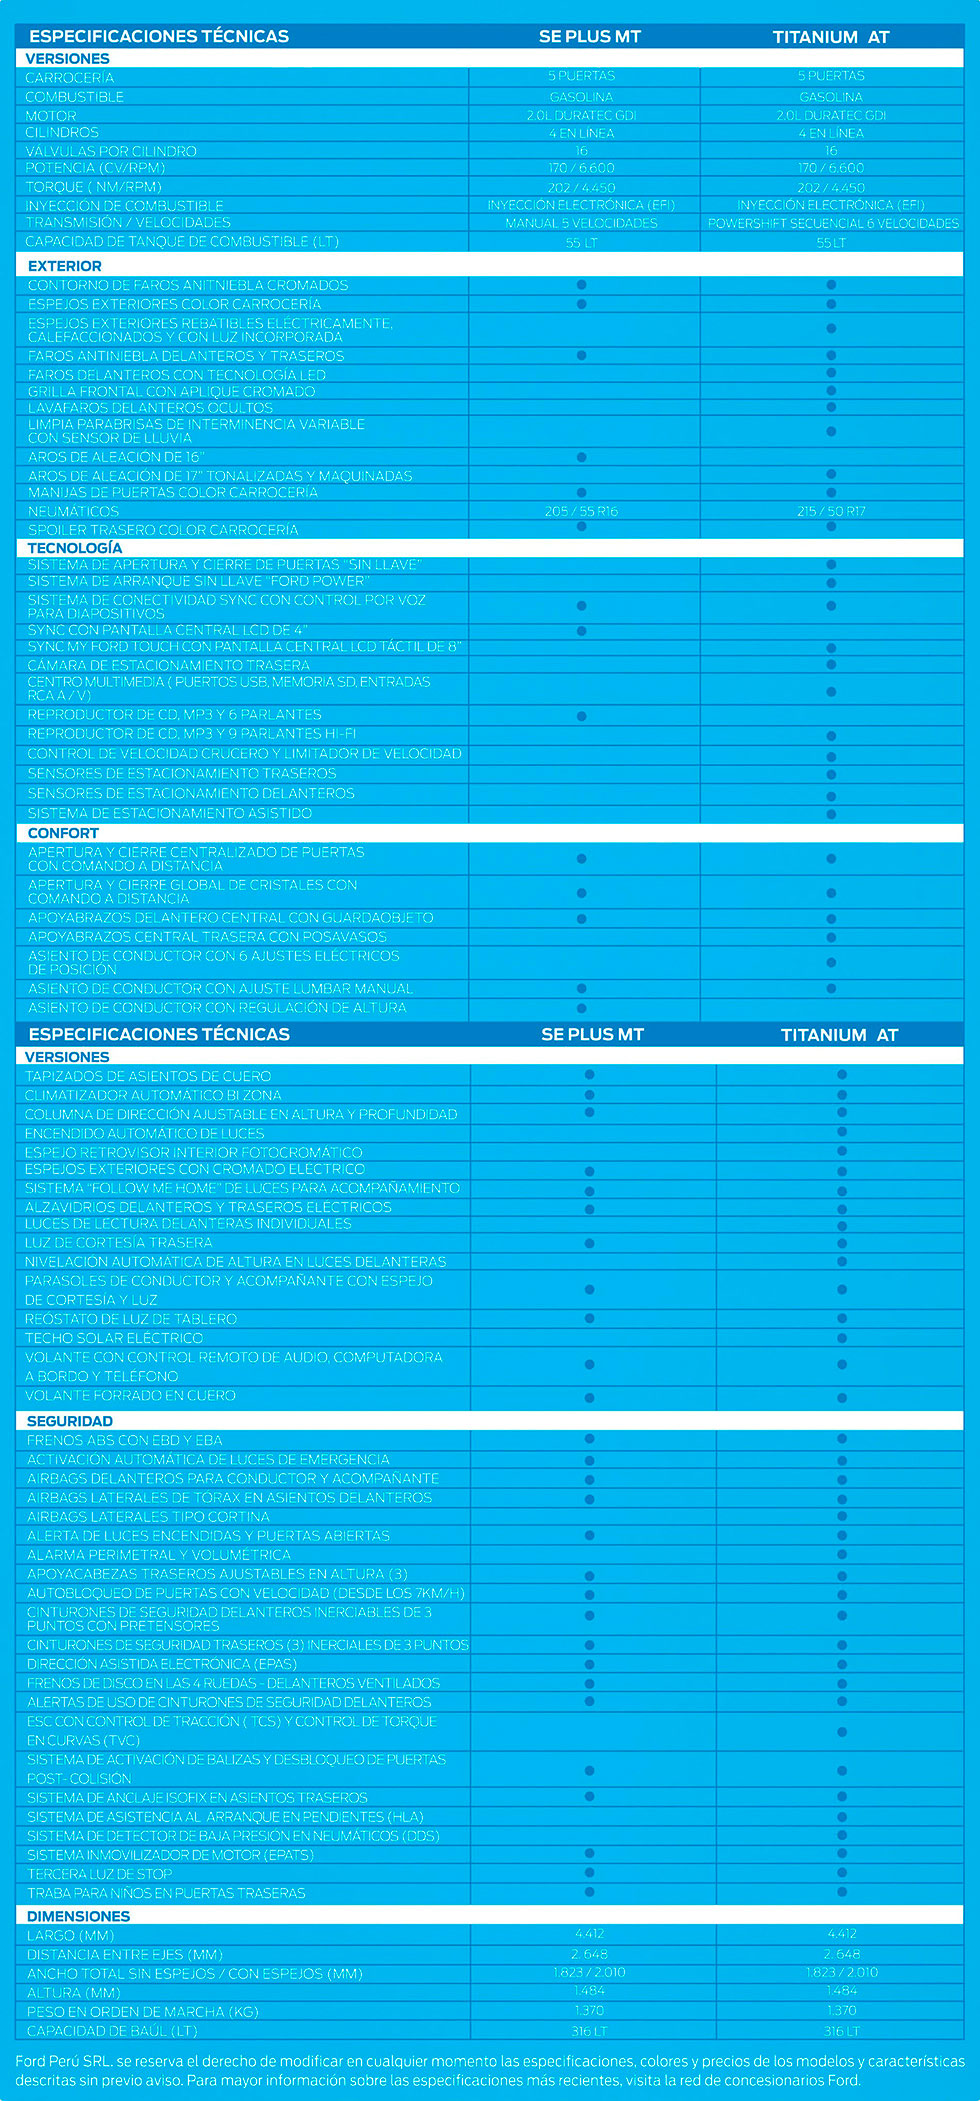 ESPECIFICACIONES TÉCNICAS SE PLUS MT TITANIUM AT
VERSIONES
CARROCERÍA 5 PUERTAS 5 PUERTAS
COMBUSTIBLE GASOLINA GASOLINA
MOTOR 2.0L DURATEC GDI 2.0L DURATEC GDI
CILINDROS 4 EN LÍNEA 4 EN LÍNEA
VÁLVULAS POR CILINDRO 16 16
POTENCIA (CV/RPM) 170 / 6.600 170 / 6.600
TORQUE ( NM/RPM) 202 / 4.450 202 / 4.450
INYECCIÓN DE COMBUSTIBLE INYECCIÓN ELECTRÓNICA (EFI) INYECCIÓN ELECTRÓNICA (EFI)
TRANSMISIÓN / VELOCIDADES MANUAL 5 VELOCIDADES POWERSHIFT SECUENCIAL 6 VELOCIDADES
CAPACIDAD DE TANQUE DE COMBUSTIBLE (LT) 55 LT 55 LT
EXTERIOR
CONTORNO DE FAROS ANITNIEBLA CROMADOS ● ●
ESPEJOS EXTERIORES COLOR CARROCERÍA ● ●
ESPEJOS EXTERIORES REBATIBLES ELÉCTRICAMENTE,
CALEFACCIONADOS Y CON LUZ INCORPORADA ●
FAROS ANTINIEBLA DELANTEROS Y TRASEROS ● ●
FAROS DELANTEROS CON TECNOLOGÍA LED ●
GRILLA FRONTAL CON APLIQUE CROMADO ●
LAVAFAROS DELANTEROS OCULTOS ●
LIMPIA PARABRISAS DE INTERMINENCIA VARIABLE
CON SENSOR DE LLUVIA ●
AROS DE ALEACIÓN DE 16" ●
AROS DE ALEACIÓN DE 17" TONALIZADAS Y MAQUINADAS ●
MANIJAS DE PUERTAS COLOR CARROCERÍA ● ●
NEUMÁTICOS 205 / 55 R16 215 / 50 R17
SPOILER TRASERO COLOR CARROCERÍA ● ●
TECNOLOGÍA
SISTEMA DE APERTURA Y CIERRE DE PUERTAS "SIN LLAVE" ●
SISTEMA DE ARRANQUE SIN LLAVE "FORD POWER" ●
SISTEMA DE CONECTIVIDAD SYNC CON CONTROL POR VOZ
PARA DIAPOSITIVOS ● ●
SYNC CON PANTALLA CENTRAL LCD DE 4" ●
SYNC MY FORD TOUCH CON PANTALLA CENTRAL LCD TÁCTIL DE 8" ●
CÁMARA DE ESTACIONAMIENTO TRASERA ●
CENTRO MULTIMEDIA ( PUERTOS USB, MEMORIA SD, ENTRADAS
RCA A / V) ●
REPRODUCTOR DE CD, MP3 Y 6 PARLANTES ●
REPRODUCTOR DE CD, MP3 Y 9 PARLANTES HI-FI ●
CONTROL DE VELOCIDAD CRUCERO Y LIMITADOR DE VELOCIDAD ●
SENSORES DE ESTACIONAMIENTO TRASEROS ●
SENSORES DE ESTACIONAMIENTO DELANTEROS ●
SISTEMA DE ESTACIONAMIENTO ASISTIDO ●
CONFORT
APERTURA Y CIERRE CENTRALIZADO DE PUERTAS
CON COMANDO A DISTANCIA ● ●
APERTURA Y CIERRE GLOBAL DE CRISTALES CON
COMANDO A DISTANCIA ● ●
APOYABRAZOS DELANTERO CENTRAL CON GUARDAOBJETO ● ●
APOYABRAZOS CENTRAL TRASERA CON POSAVASOS ●
ASIENTO DE CONDUCTOR CON 6 AJUSTES ELÉCTRICOS
DE POSICIÓN ●
ASIENTO DE CONDUCTOR CON AJUSTE LUMBAR MANUAL ● ●
ASIENTO DE CONDUCTOR CON REGULACIÓN DE ALTURA ●
ESPECIFICACIONES TÉCNICAS SE PLUS MT TITANIUM AT
VERSIONES
TAPIZADOS DE ASIENTOS DE CUERO ● ●
CLIMATIZADOR AUTOMÁTICO BI ZONA ● ●
COLUMNA DE DIRECCIÓN AJUSTABLE EN ALTURA Y PROFUNDIDAD ● ●
ENCENDIDO AUTOMÁTICO DE LUCES ●
ESPEJO RETROVISOR INTERIOR FOTOCROMÁTICO ●
ESPEJOS EXTERIORES CON CROMADO ELÉCTRICO ● ●
SISTEMA "FOLLOW ME HOME" DE LUCES PARA ACOMPAÑAMIENTO ● ●
ALZAVIDRIOS DELANTEROS Y TRASEROS ELÉCTRICOS ● ●
LUCES DE LECTURA DELANTERAS INDIVIDUALES ●
LUZ DE CORTESÍA TRASERA ● ●
NIVELACIÓN AUTOMÁTICA DE ALTURA EN LUCES DELANTERAS ●
PARASOLES DE CONDUCTOR Y ACOMPAÑANTE CON ESPEJO
DE CORTESÍA Y LUZ ● ●
REÓSTATO DE LUZ DE TABLERO ● ●
TECHO SOLAR ELÉCTRICO ●
VOLANTE CON CONTROL REMOTO DE AUDIO, COMPUTADORA
A BORDO Y TELÉFONO ● ●
VOLANTE FORRADO EN CUERO ● ●
SEGURIDAD
FRENOS ABS CON EBD Y EBA ● ●
ACTIVACIÓN AUTOMÁTICA DE LUCES DE EMERGENCIA ● ●
AIRBAGS DELANTEROS PARA CONDUCTOR Y ACOMPAÑANTE ● ●
AIRBAGS LATERALES DE TÓRAX EN ASIENTOS DELANTEROS ● ●
AIRBAGS LATERALES TIPO CORTINA ●
ALERTA DE LUCES ENCENDIDAS Y PUERTAS ABIERTAS ● ●
ALARMA PERIMETRAL Y VOLUMÉTRICA ●
APOYACABEZAS TRASEROS AJUSTABLES EN ALTURA (3) ● ●
AUTOBLOQUEO DE PUERTAS CON VELOCIDAD (DESDE LOS 7KM/H) ● ●
CINTURONES DE SEGURIDAD DELANTEROS INERCIABLES DE 3
PUNTOS CON PRETENSORES ● ●
CINTURONES DE SEGURIDAD TRASEROS (3) INERCIALES DE 3 PUNTOS ● ●
DIRECCIÓN ASISTIDA ELECTRÓNICA (EPAS) ● ●
FRENOS DE DISCO EN LAS 4 RUEDAS - DELANTEROS VENTILADOS ● ●
ALERTAS DE USO DE CINTURONES DE SEGURIDAD DELANTEROS ● ●
ESC CON CONTROL DE TRACCIÓN ( TCS) Y CONTROL DE TORQUE
EN CURVAS (TVC) ●
SISTEMA DE ACTIVACIÓN DE BALIZAS Y DESBLOQUEO DE PUERTAS
POST- COLISIÓN ● ●
SISTEMA DE ANCLAJE ISOFIX EN ASIENTOS TRASEROS ● ●
SISTEMA DE ASISTENCIA AL ARRANQUE EN PENDIENTES (HLA) ●
SISTEMA DE DETECTOR DE BAJA PRESIÓN EN NEUMÁTICOS (DDS) ●
SISTEMA INMOVILIZADOR DE MOTOR (EPATS) ● ●
TERCERA LUZ DE STOP ● ●
TRABA PARA NIÑOS EN PUERTAS TRASERAS ● ●
DIMENSIONES
LARGO (MM) 4.412 4.412
DISTANCIA ENTRE EJES (MM) 2. 648 2. 648
ANCHO TOTAL SIN ESPEJOS / CON ESPEJOS (MM) 1.823 / 2.010 1.823 / 2.010
ALTURA (MM) 1.484 1.484
PESO EN ORDEN DE MARCHA (KG) 1.370 1.370
CAPACIDAD DE BAÚL (LT) 316 LT 316 LT
Ford Perú SRL. se reserva el derecho de modificar en cualquier momento las especificaciones, colores y precios de los modelos y características
descritas sin previo aviso. Para mayor información sobre las especificaciones más recientes, visita la red de concesionarios Ford.